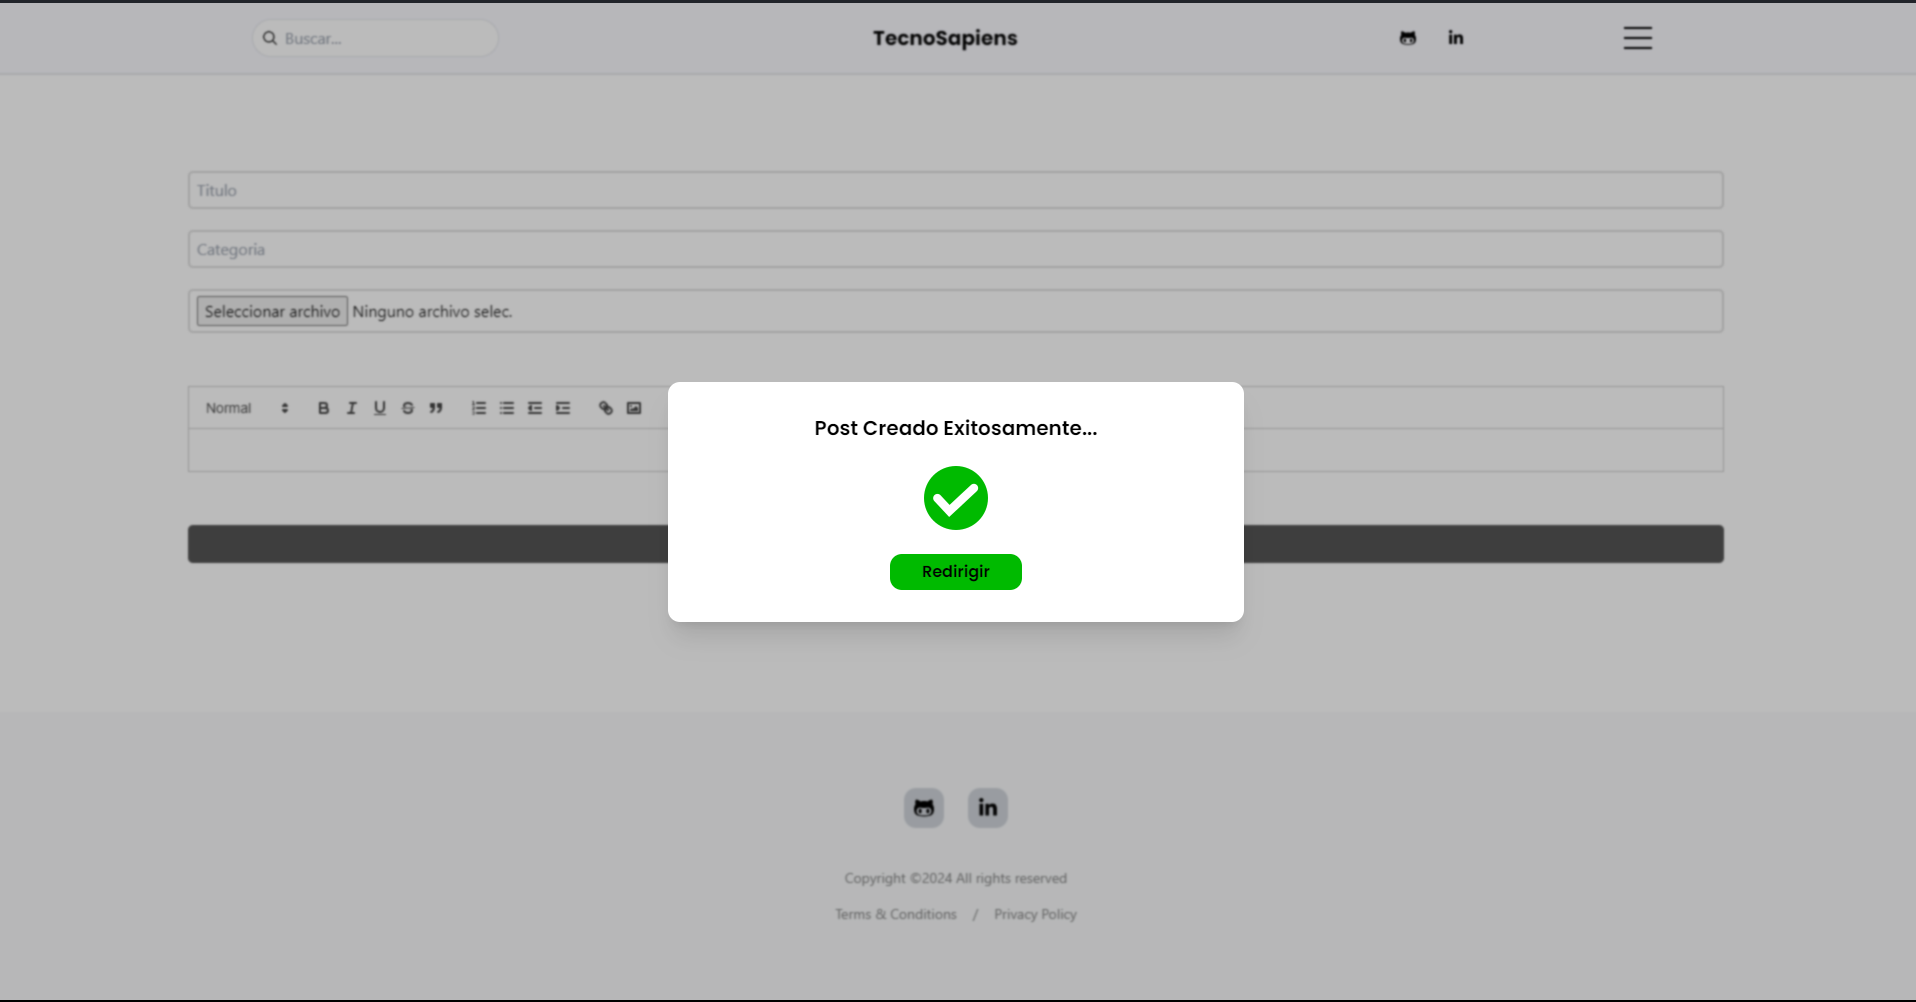 Buscar...
TecnoSapiens
in
Titulo
Categoria
Seleccionar archivo Ninguno archivo selec.
Normal B I U S
Post Creado Exitosamente...
Redirigir
in
Copyright ©2024 All rights reserved
Terms & Conditions / Privacy Policy